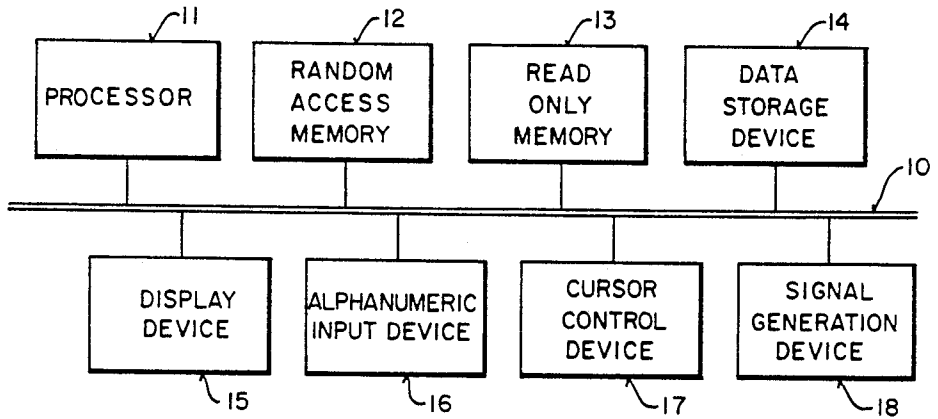 11
12
13
14
PROCESSOR
RANDOM
ACCESS
MEMORY
READ
ONLY
MEMORY
DATA
STORAGE
DEVICE
10
DISPLAY
DEVICE
ALPHANUMERIC
INPUT DEVICE
CURSOR
CONTROL
DEVICE
SIGNAL
GENERATION
DEVICE
15
16
17
18